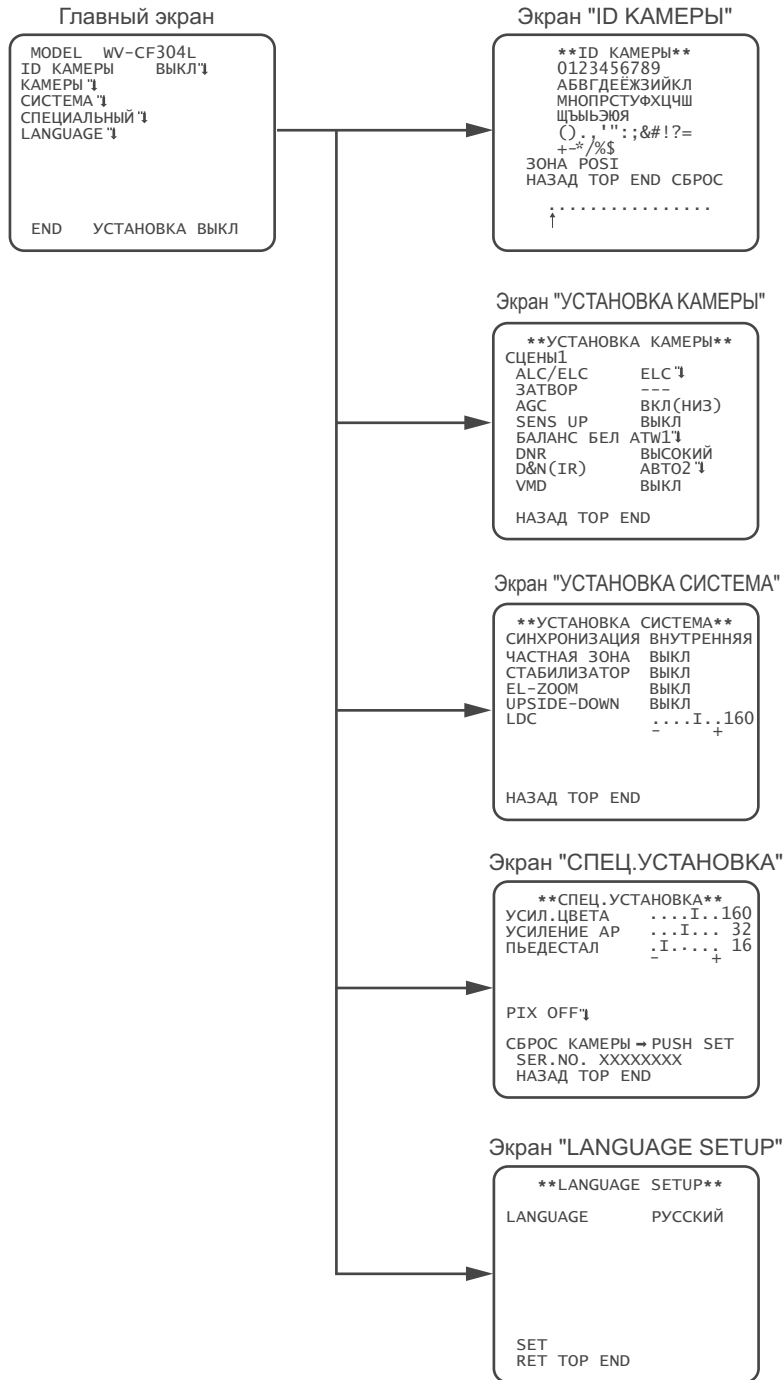 Главный экран
MODEL WV-CF304L
ID КАМЕРЫ ВЫКЛ
КАМЕРЫ
СИСТЕМА
СПЕЦИАЛЬНЫЙ
LANGUAGE
END УСТАНОВКА ВЫКЛ
Экран "ID КАМЕРЫ"
**ID КАМЕРЫ**
0123456789
АБВГДЕЁЖЗИЙКЛ
МНОПРСТУФХЦЧШ
ЩЪЫЬЭЮЯ
().,'":;&#!?=
+-*/%$
ЗОНА POSI
НАЗАД TOP END СБРОС
................
↑
Экран "УСТАНОВКА КАМЕРЫ"
**УСТАНОВКА КАМЕРЫ**
СЦЕНЫ1
ALC/ELC ELC
ЗАТВОР ---
AGC ВКЛ(НИЗ)
SENS UP ВЫКЛ
БАЛАНС БЕЛ ATW1
DNR ВЫСОКИЙ
D&N(IR) АВТО2
VMD ВЫКЛ
НАЗАД TOP END
Экран "УСТАНОВКА СИСТЕМА"
**УСТАНОВКА СИСТЕМА**
СИНХРОНИЗАЦИЯ ВНУТРЕННЯЯ
ЧАСТНАЯ ЗОНА ВЫКЛ
СТАБИЛИЗАТОР ВЫКЛ
EL-ZOOM ВЫКЛ
UPSIDE-DOWN ВЫКЛ
LDC ....I..160
- +
НАЗАД TOP END
Экран "СПЕЦ.УСТАНОВКА"
**СПЕЦ.УСТАНОВКА**
УСИЛ.ЦВЕТА ....I..160
УСИЛЕНИЕ АР ...I... 32
ПЬЕДЕСТАЛ .I..... 16
- +
PIX OFF
СБРОС КАМЕРЫ → PUSH SET
SER.NO. XXXXXXXX
НАЗАД TOP END
Экран "LANGUAGE SETUP"
**LANGUAGE SETUP**
LANGUAGE РУССКИЙ
SET
RET TOP END